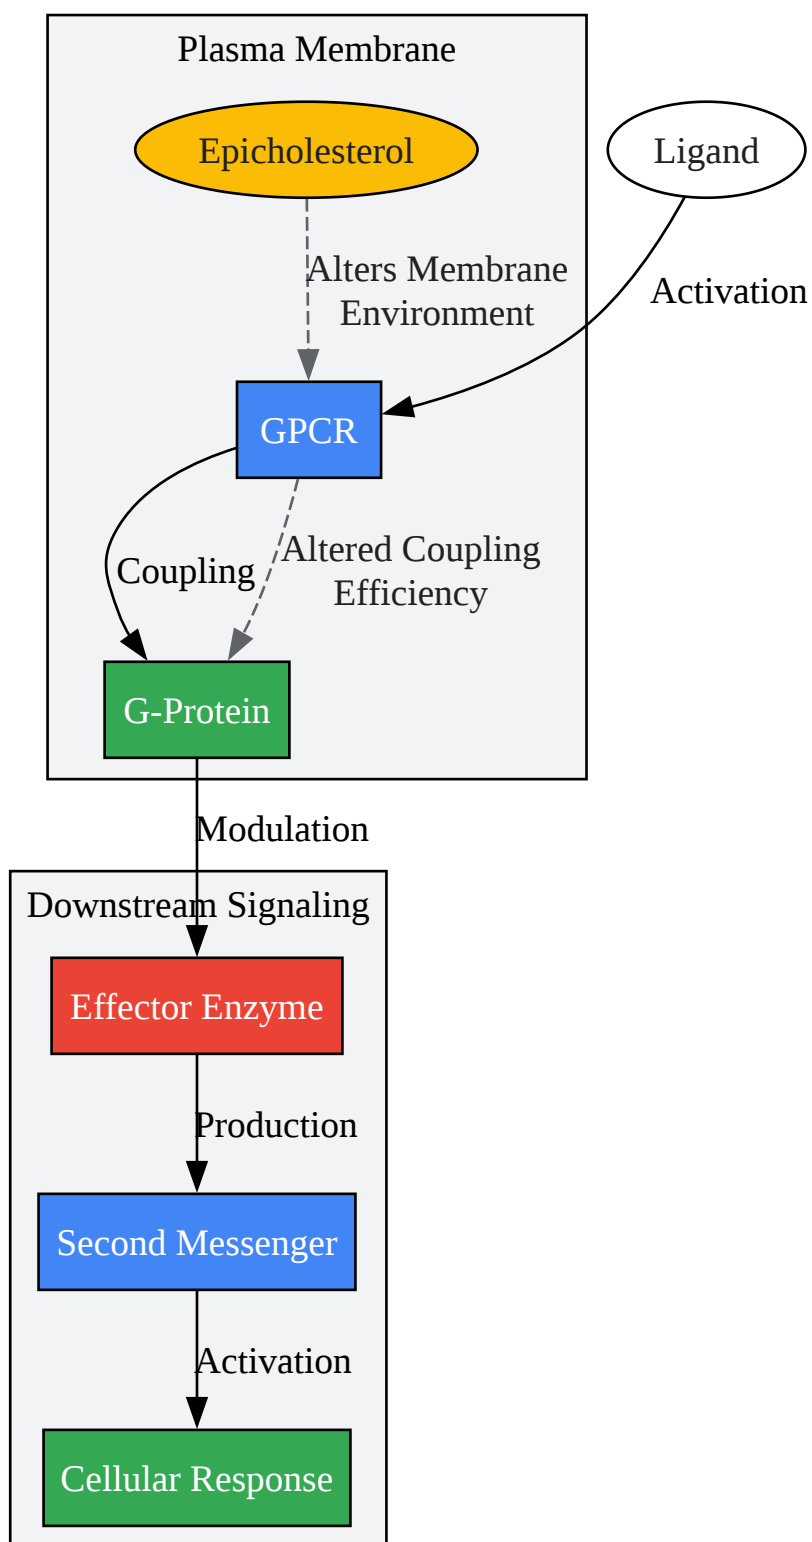 Plasma Membrane
Epicholesterol
Ligand
Alters Membrane
Environment
Activation
GPCR
Coupling
Altered Coupling
Efficiency
G-Protein
Modulation
Downstream Signaling
Effector Enzyme
Production
Second Messenger
Activation
Cellular Response